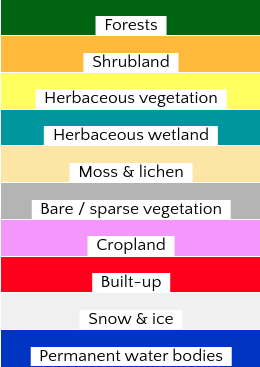 Forests
Shrubland
Herbaceous vegetation
Herbaceous wetland
Moss & lichen
Bare / sparse vegetation
Cropland
Built-up
Snow & ice
Permanent water bodies